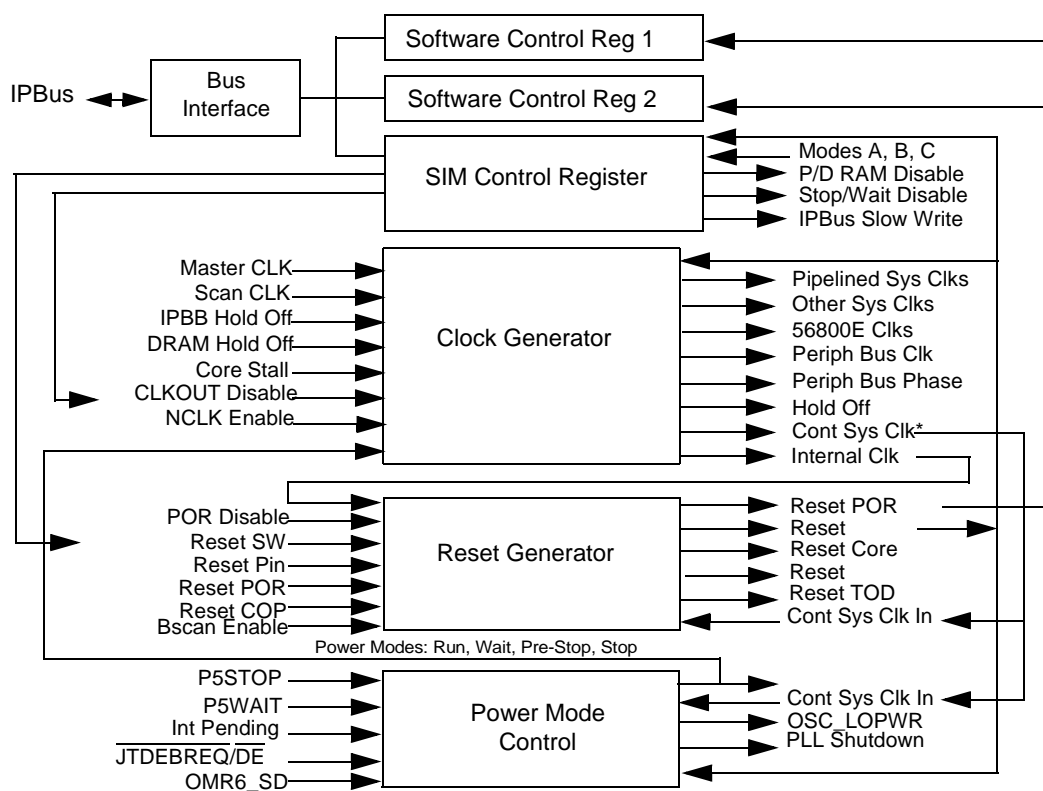 Software Control Reg 1
IPBus
Bus
Interface
Software Control Reg 2
SIM Control Register
Modes A, B, C
P/D RAM Disable
Stop/Wait Disable
IPBus Slow Write
Master CLK
Scan CLK
IPBB Hold Off
DRAM Hold Off
Core Stall
CLKOUT Disable
NCLK Enable
Clock Generator
Pipelined Sys Clks
Other Sys Clks
56800E Clks
Periph Bus Clk
Periph Bus Phase
Hold Off
Cont Sys Clk*
Internal Clk
POR Disable
Reset SW
Reset Pin
Reset POR
Reset COP
Bscan Enable
Reset Generator
Reset POR
Reset
Reset Core
Reset
Reset TOD
Cont Sys Clk In
Power Modes: Run, Wait, Pre-Stop, Stop
P5STOP
P5WAIT
Int Pending
JTDEBREQ/DE
OMR6_SD
Power Mode
Control
Cont Sys Clk In
OSC_LOPWR
PLL Shutdown